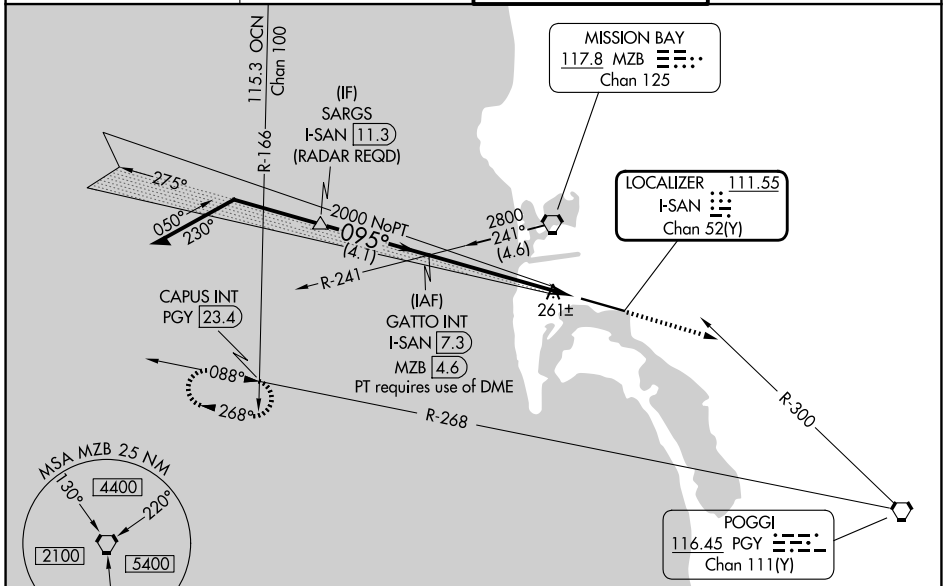 MISSION BAY
117.8 MZB
Chan 125
115.3 OCN
Chan 100
R-166
(IF)
SARGS
I-SAN 11.3
(RADAR REQD)
LOCALIZER 111.55
I-SAN
Chan 52(Y)
275°
050°
230°
2000 NoPT
095°
(4.1)
2800
241°
(4.6)
R-241
(IAF)
GATTO INT
I-SAN 7.3
MZB 4.6
PT requires use of DME
261±
CAPUS INT
PGY 23.4
088°
268°
R-268
R-300
MSA MZB 25 NM
130°
4400
220°
2100
5400
POGGI
116.45 PGY
Chan 111(Y)